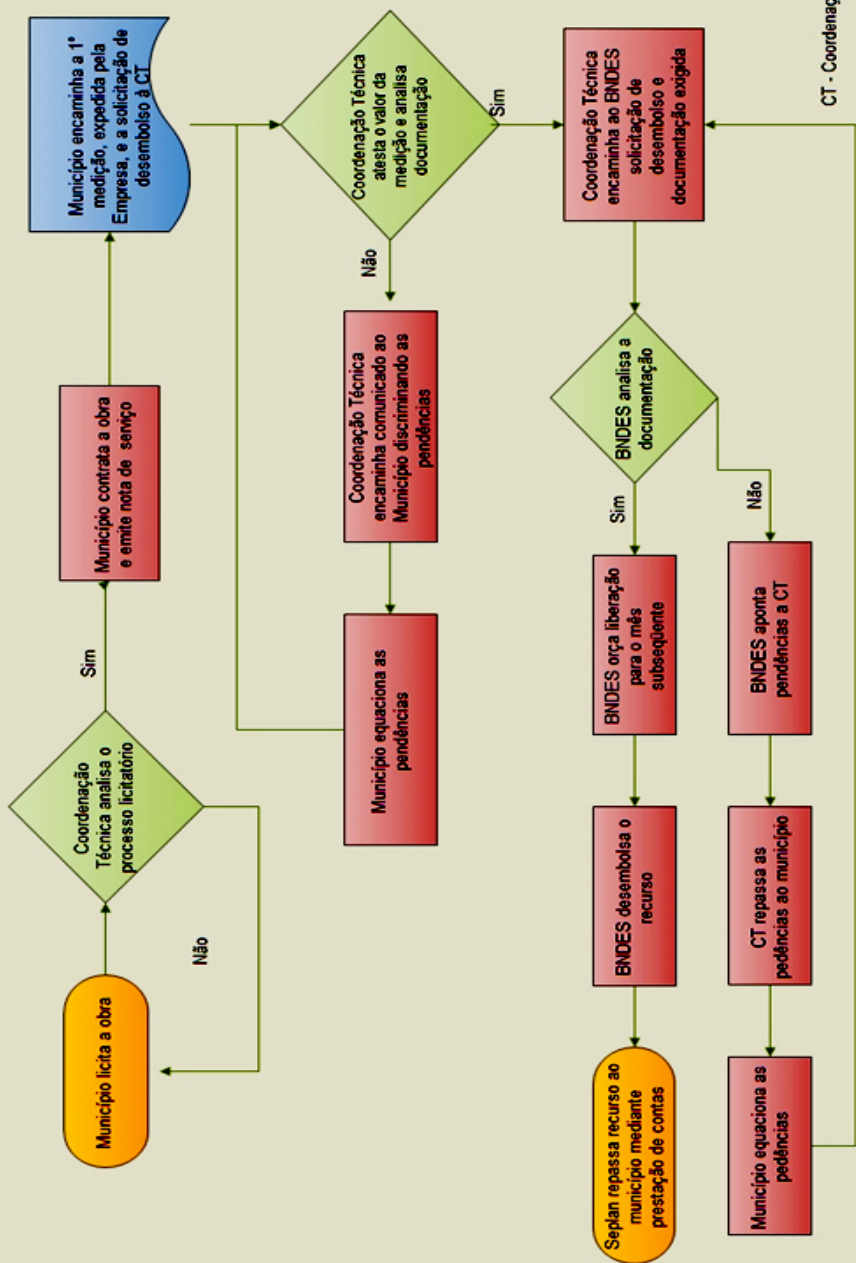 Município licita a obra
Coordenação
Técnica analisa o
processo licitatório
Não
Sim
Município contrata a obra
e emite nota de serviço
Município encaminha a 1ª
medição, expedida pela
Empresa, e a solicitação de
desembolso à CT
Coordenação Técnica
atesta o valor da
medição e analisa
documentação
Não
Sim
Coordenação Técnica
encaminha comunicado ao
Município discriminando as
pendências
Município equaciona as
pendências
Coordenação Técnica
encaminha ao BNDES
solicitação de
desembolso e
documentação exigida
BNDES analisa a
documentação
Sim
Não
BNDES orça liberação
para o mês
subseqüente
BNDES desembolsa o
recurso
Seplan repassa recurso ao
município mediante
prestação de contas
BNDES aponta
pendências a CT
CT repassa as
pedências ao município
Município equaciona as
pedências
CT - Coordenaç